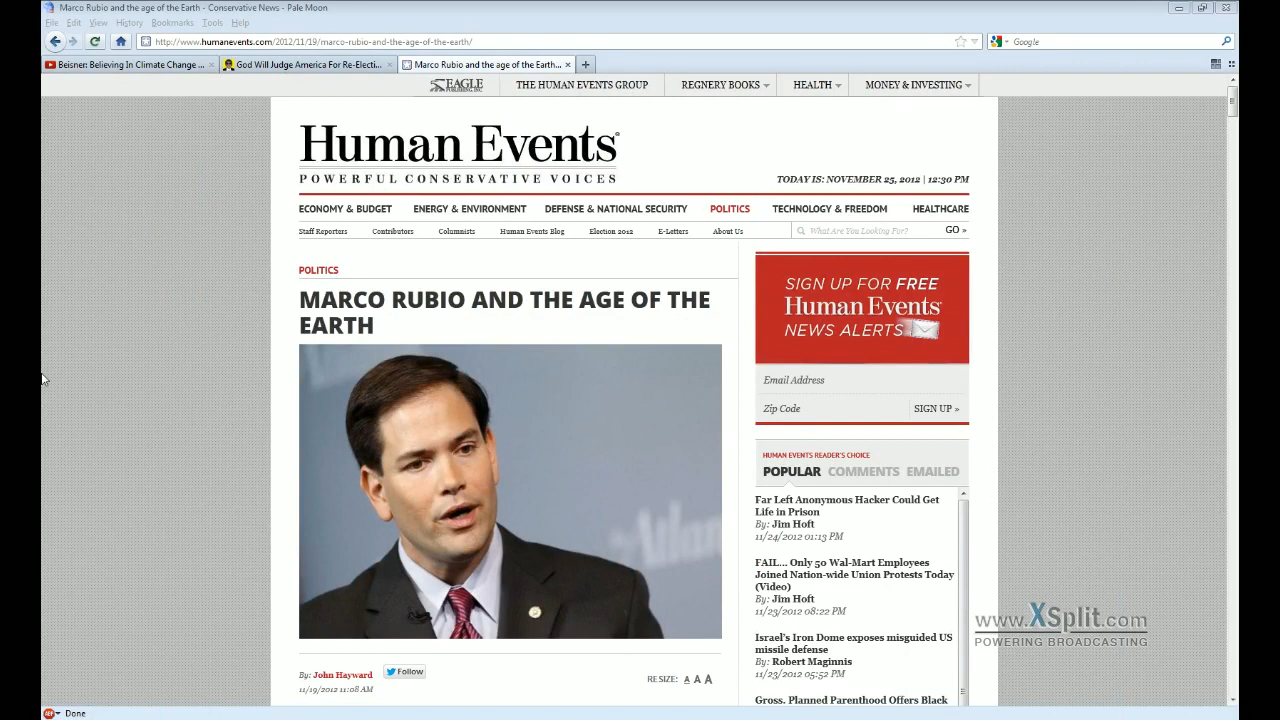 Marco Rubio and the age of the Earth - Conservative News - Pale Moon
File Edit View History Bookmarks Tools Help
http://www.humanevents.com/2012/11/19/marco-rubio-and-the-age-of-the-earth/
Google
Beisner: Believing In Climate Change ...
God Will Judge America For Re-Electi...
Marco Rubio and the age of the Earth...
EAGLE
THE HUMAN EVENTS GROUP
REGNERY BOOKS
HEALTH
MONEY & INVESTING
Human Events
POWERFUL CONSERVATIVE VOICES
TODAY IS: NOVEMBER 25, 2012 | 12:30 PM
ECONOMY & BUDGET ENERGY & ENVIRONMENT DEFENSE & NATIONAL SECURITY POLITICS TECHNOLOGY & FREEDOM HEALTHCARE
Staff Reporters Contributors Columnists Human Events Blog Election 2012 E-Letters About Us
What Are You Looking For? GO »
POLITICS
MARCO RUBIO AND THE AGE OF THE
EARTH
By: John Hayward
Follow
11/19/2012 11:08 AM
RESIZE: A A A
SIGN UP FOR FREE
Human Events
NEWS ALERTS
Email Address
Zip Code
SIGN UP »
HUMAN EVENTS READER'S CHOICE
POPULAR COMMENTS EMAILED
Far Left Anonymous Hacker Could Get
Life in Prison
By: Jim Hoft
11/24/2012 01:13 PM
FAIL... Only 50 Wal-Mart Employees
Joined Nation-wide Union Protests Today
(Video)
By: Jim Hoft
11/23/2012 08:22 PM
Israel's Iron Dome exposes misguided US
missile defense
By: Robert Maginnis
11/23/2012 05:52 PM
Gross. Planned Parenthood Offers Black
www.XSplit.com
POWERING BROADCASTING
Done